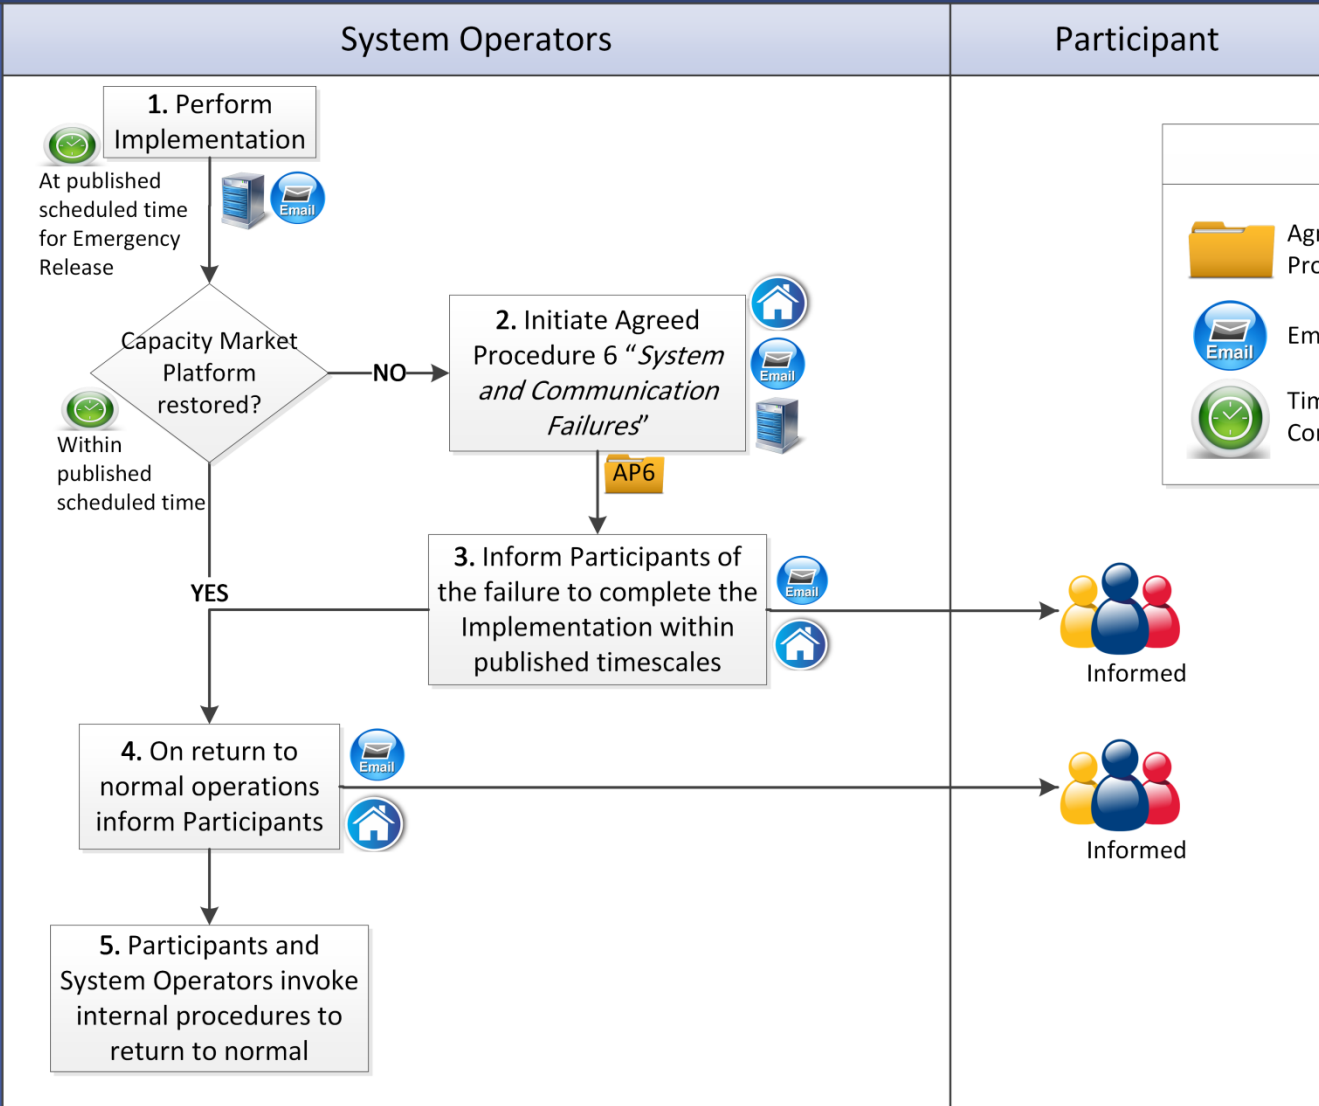 System Operators
Participant
1. Perform
Implementation
At published
scheduled time
for Emergency
Release
Email
Capacity Market
Platform
restored?
NO
Within
published
scheduled time
2. Initiate Agreed
Procedure 6 “System
and Communication
Failures”
Email
AP6
YES
3. Inform Participants of
the failure to complete the
Implementation within
published timescales
Email
Informed
4. On return to
normal operations
inform Participants
Email
Informed
5. Participants and
System Operators invoke
internal procedures to
return to normal
Email